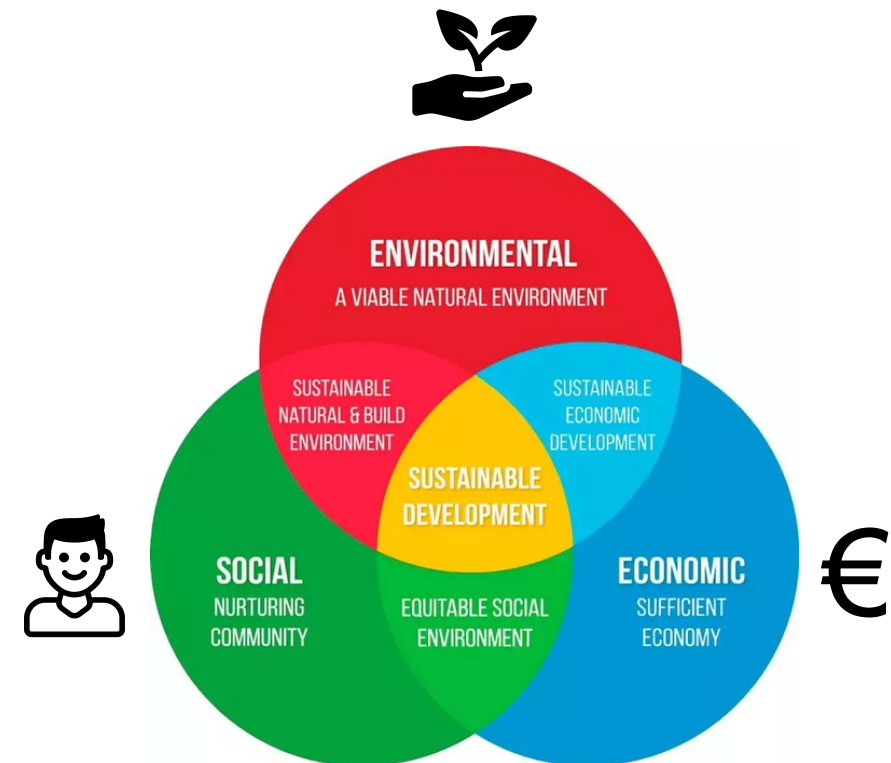 ENVIRONMENTAL
A VIABLE NATURAL ENVIRONMENT
SUSTAINABLE
NATURAL & BUILD
ENVIRONMENT
SUSTAINABLE
ECONOMIC
DEVELOPMENT
SUSTAINABLE
DEVELOPMENT
SOCIAL
NURTURING
COMMUNITY
EQUITABLE SOCIAL
ENVIRONMENT
ECONOMIC
SUFFICIENT
ECONOMY
€